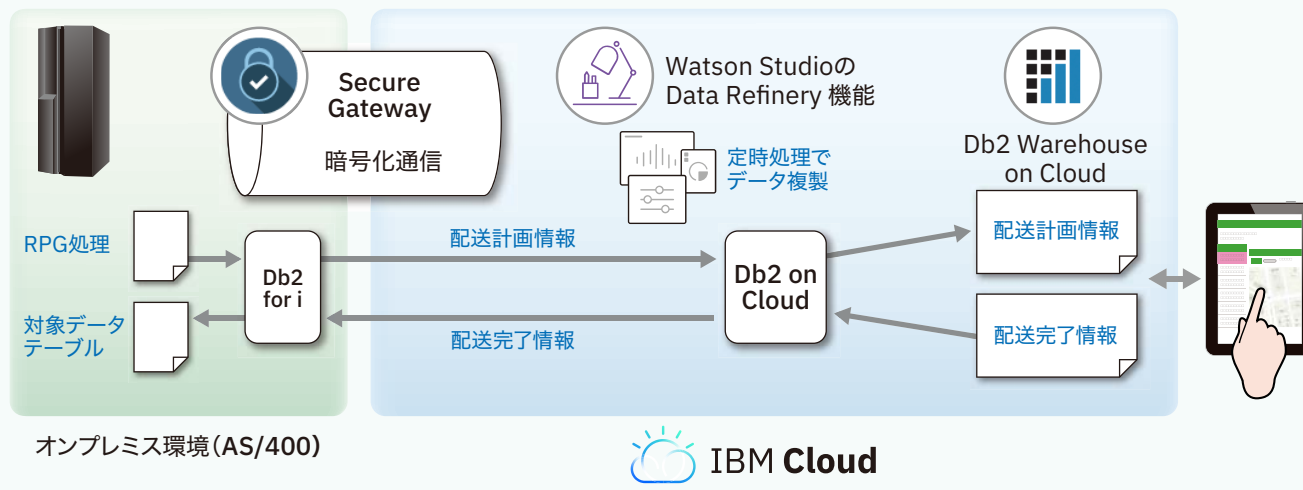 Secure
Gateway
暗号化通信
Watson Studioの
Data Refinery 機能
定時処理で
データ複製
Db2 Warehouse
on Cloud
RPG処理
対象データ
テーブル
Db2
for i
配送計画情報
配送完了情報
Db2 on
Cloud
配送計画情報
配送完了情報
オンプレミス環境（AS/400）
IBM Cloud